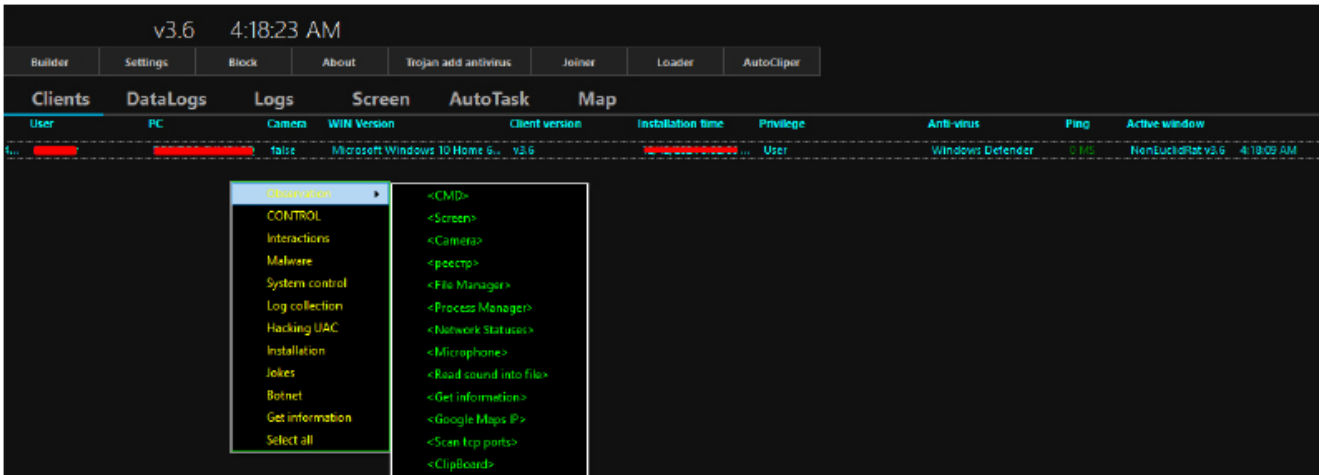 v3.6 4:18:23 AM
Builder Settings Block About Trojan add antivirus Joiner Loader AutoCliper
Clients DataLogs Logs Screen AutoTask Map
User PC Camera WIN Version Client version Installation time Privilege Anti-virus Ping Active window
false Microsoft Windows 10 Home 6... v3.6 ... User Windows Defender 0 MS NonEuclidRat v3.6 4:18:09 AM
Observation
CONTROL
Interactions
Malware
System control
Log collection
Hacking UAC
Installation
Jokes
Botnet
Get information
Select all
<CMD>
<Screen>
<Camera>
<реестр>
<File Manager>
<Process Manager>
<Network Statuses>
<Microphone>
<Read sound into file>
<Get information>
<Google Maps IP>
<Scan tcp ports>
<ClipBoard>